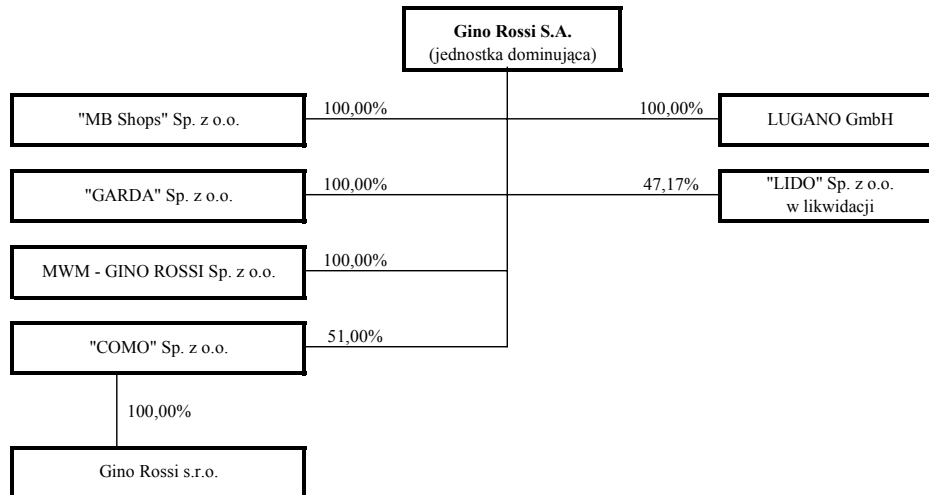 Gino Rossi S.A.
(jednostka dominująca)
"MB Shops" Sp. z o.o.
100,00%
100,00%
LUGANO GmbH
"GARDA" Sp. z o.o.
100,00%
47,17%
"LIDO" Sp. z o.o.
w likwidacji
MWM - GINO ROSSI Sp. z o.o.
100,00%
"COMO" Sp. z o.o.
51,00%
100,00%
Gino Rossi s.r.o.